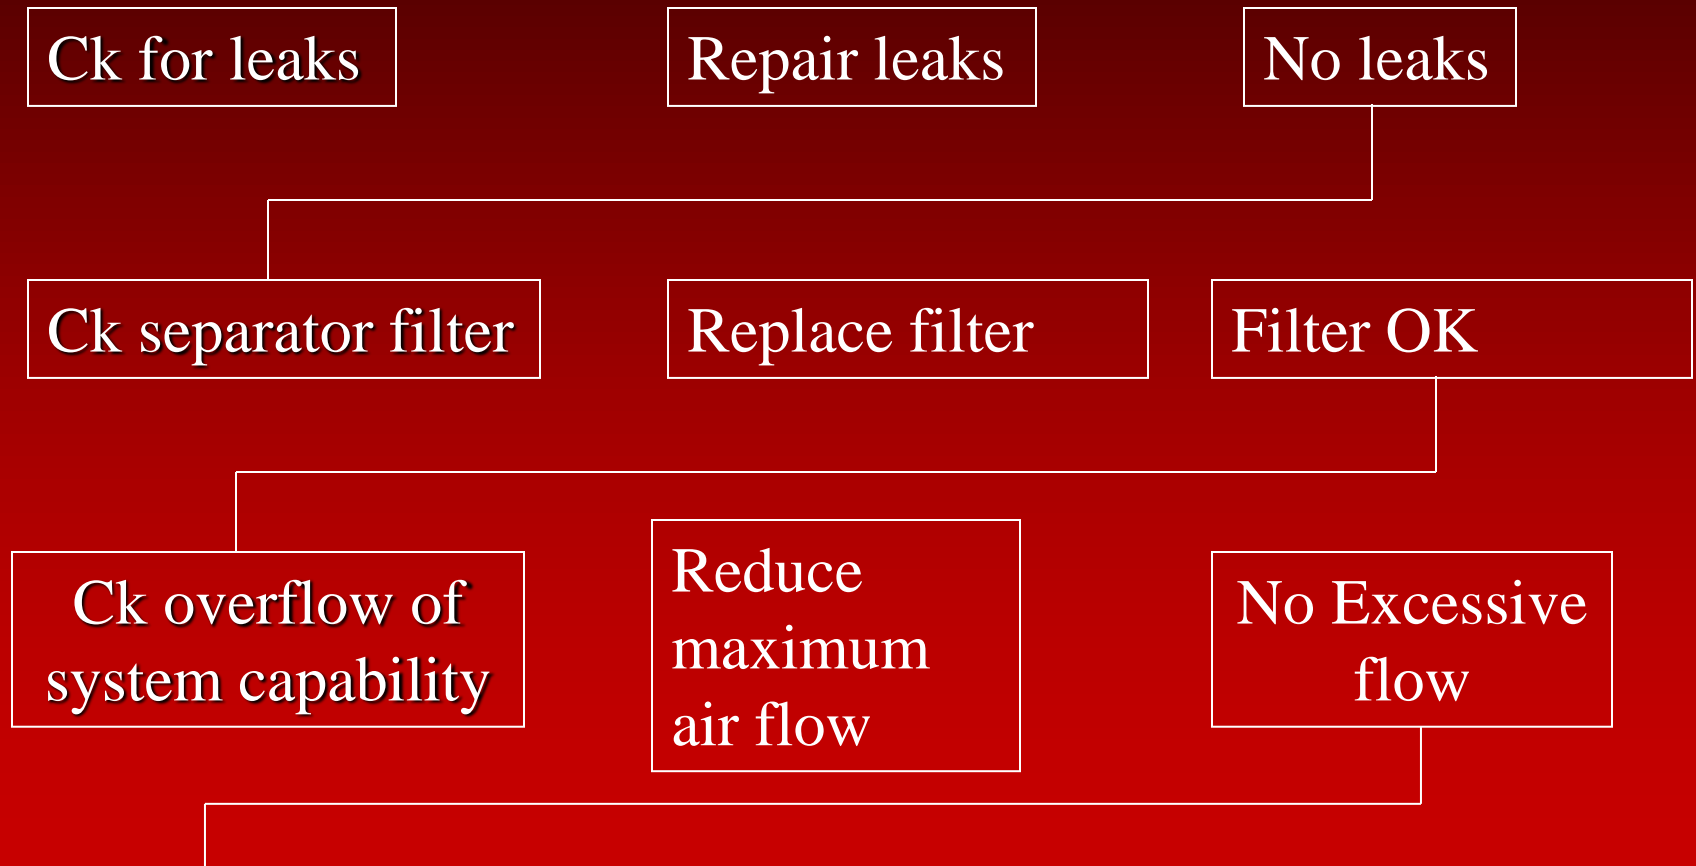 Ck for leaks
Repair leaks
No leaks
Ck separator filter
Replace filter
Filter OK
Ck overflow of
system capability
Reduce
maximum
air flow
No Excessive
flow